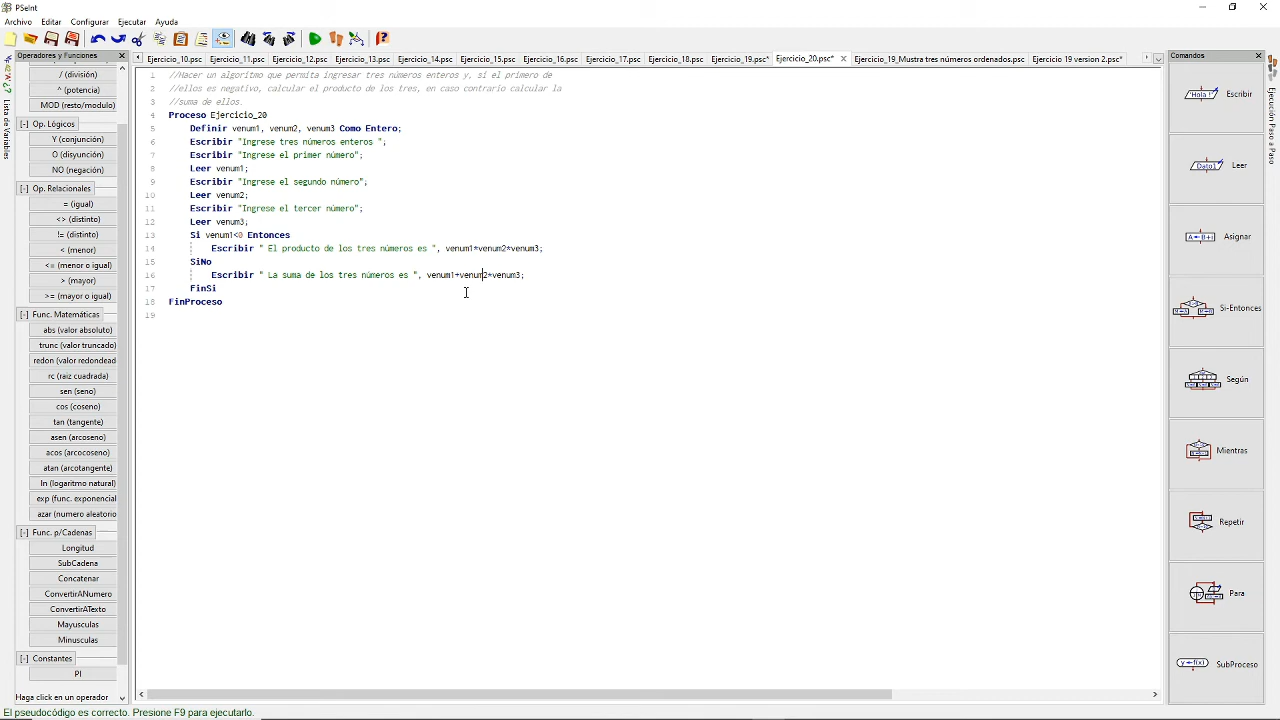 PSeInt
Archivo Editar Configurar Ejecutar Ayuda
Operadores y Funciones
Ejercicio_10.psc Ejercicio_11.psc Ejercicio_12.psc Ejercicio_13.psc Ejercicio_14.psc Ejercicio_15.psc Ejercicio_16.psc Ejercicio_17.psc Ejercicio_18.psc Ejercicio_19.psc* Ejercicio_20.psc* Ejercicio_19_Mustra tres números ordenados.psc Ejercicio 19 version 2.psc*
Comandos
Lista de Variables
/ (división)
^ (potencia)
MOD (resto/modulo)
[-] Op. Lógicos
Y (conjunción)
O (disyunción)
NO (negación)
[-] Op. Relacionales
= (igual)
<> (distinto)
!= (distinto)
< (menor)
<= (menor o igual)
> (mayor)
>= (mayor o igual)
[-] Func. Matemáticas
abs (valor absoluto)
trunc (valor truncado)
redon (valor redondead
rc (raiz cuadrada)
sen (seno)
cos (coseno)
tan (tangente)
asen (arcoseno)
acos (arcocoseno)
atan (arcotangente)
ln (logaritmo natural)
exp (func. exponencial
azar (numero aleatorio
[-] Func. p/Cadenas
Longitud
SubCadena
Concatenar
ConvertirANumero
ConvertirATexto
Mayusculas
Minusculas
[-] Constantes
PI
Haga click en un operador
1 //Hacer un algoritmo que permita ingresar tres números enteros y, si el primero de
2 //ellos es negativo, calcular el producto de los tres, en caso contrario calcular la
3 //suma de ellos.
4 Proceso Ejercicio_20
5 Definir venum1, venum2, venum3 Como Entero;
6 Escribir "Ingrese tres números enteros ";
7 Escribir "Ingrese el primer número";
8 Leer venum1;
9 Escribir "Ingrese el segundo número";
10 Leer venum2;
11 Escribir "Ingrese el tercer número";
12 Leer venum3;
13 Si venum1<0 Entonces
14 Escribir " El producto de los tres números es ", venum1*venum2*venum3;
15 SiNo
16 Escribir " La suma de los tres números es ", venum1+venum2*venum3;
17 FinSi
18 FinProceso
19
'Hola !' Escribir
Dato1 Leer
A←(B+1) Asignar
Si-Entonces
Según
Mientras
Repetir
Para
y←f(x) SubProceso
Ejecución Paso a Paso
El pseudocódigo es correcto. Presione F9 para ejecutarlo.